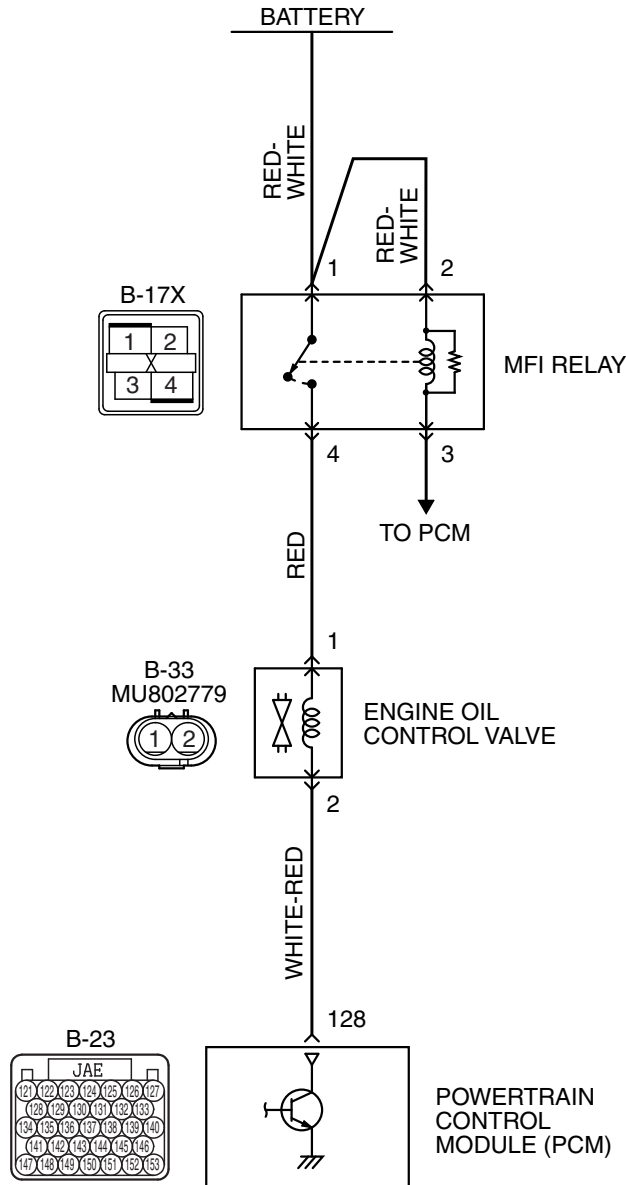 BATTERY
RED-
WHITE
RED-
WHITE
1
2
B-17X
1 2
X
3 4
MFI RELAY
4
3
TO PCM
RED
1
B-33
MU802779
1 2
ENGINE OIL
CONTROL VALVE
2
WHITE-RED
128
B-23
JAE
121 122 123 124 125 126 127
128 129 130 131 132 133
134 135 136 137 138 139 140
141 142 143 144 145 146
147 148 149 150 151 152 153
POWERTRAIN
CONTROL
MODULE (PCM)